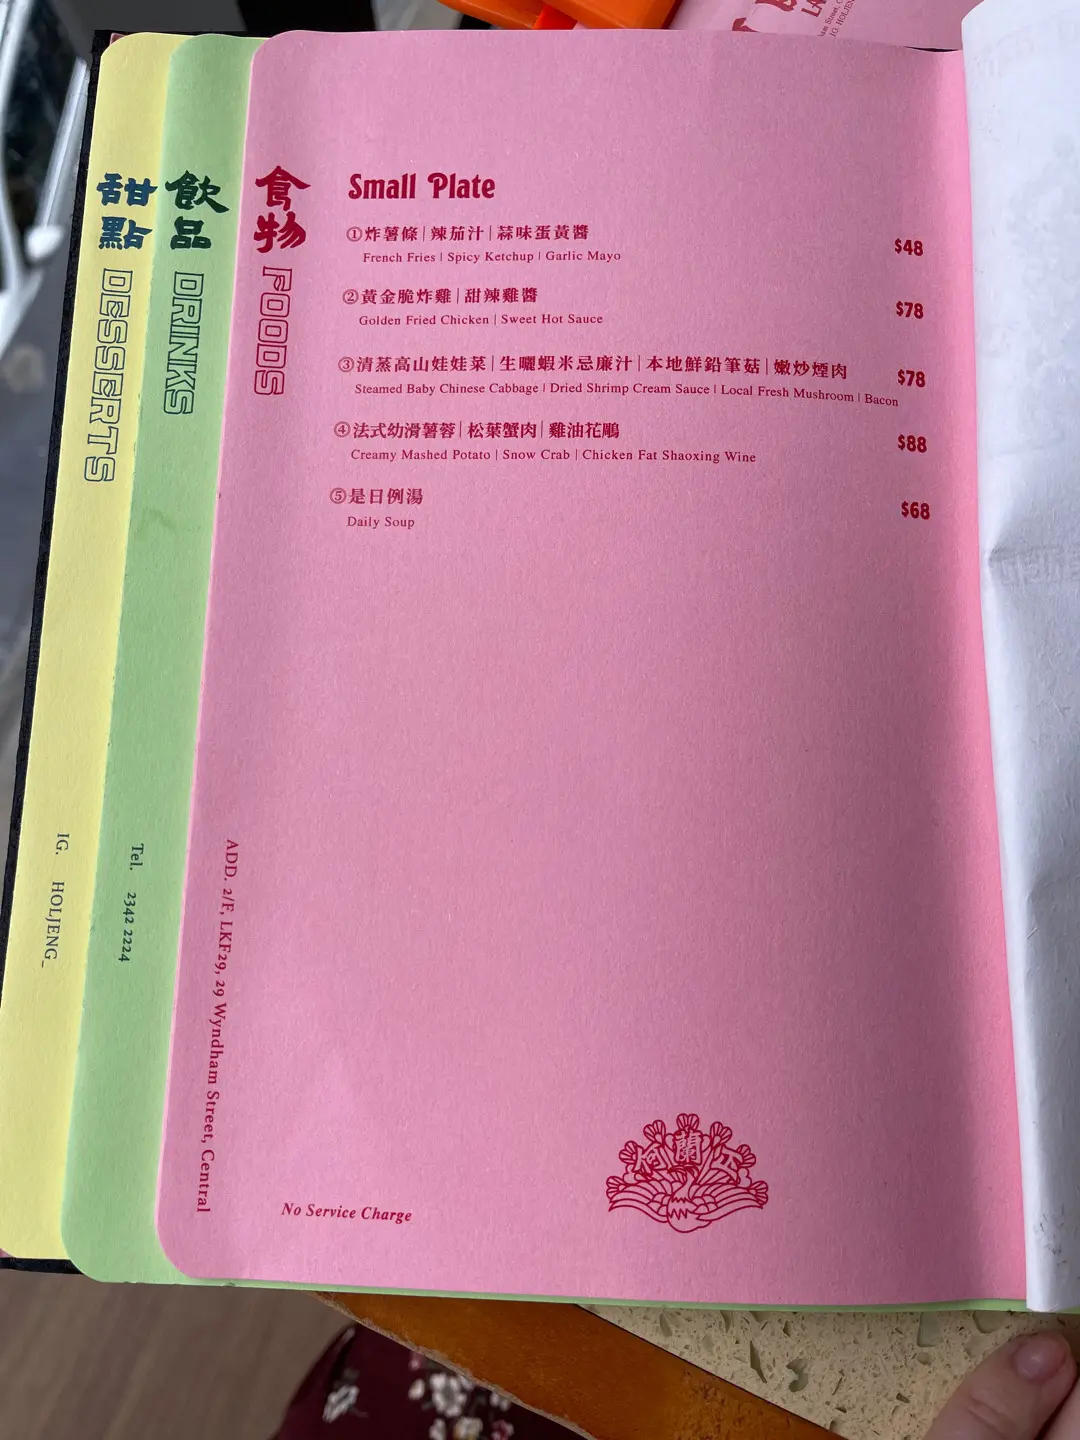 甜點 DESSERTS
IG. HOLJENG_
飲品 DRINKS
Tel. 2342 2224
食物 FOODS
ADD. 2/F, LKF29, 29 Wyndham Street, Central
Small Plate
①炸薯條|辣茄汁|蒜味蛋黃醬
French Fries | Spicy Ketchup | Garlic Mayo
$48
②黃金脆炸雞|甜辣雞醬
Golden Fried Chicken | Sweet Hot Sauce
$78
③清蒸高山娃娃菜|生曬蝦米忌廉汁|本地鮮鉛筆菇|嫩炒煙肉
Steamed Baby Chinese Cabbage | Dried Shrimp Cream Sauce | Local Fresh Mushroom | Bacon
$78
④法式幼滑薯蓉|松葉蟹肉|雞油花鵰
Creamy Mashed Potato | Snow Crab | Chicken Fat Shaoxing Wine
$88
⑤是日例湯
Daily Soup
$68
No Service Charge
何蘭正